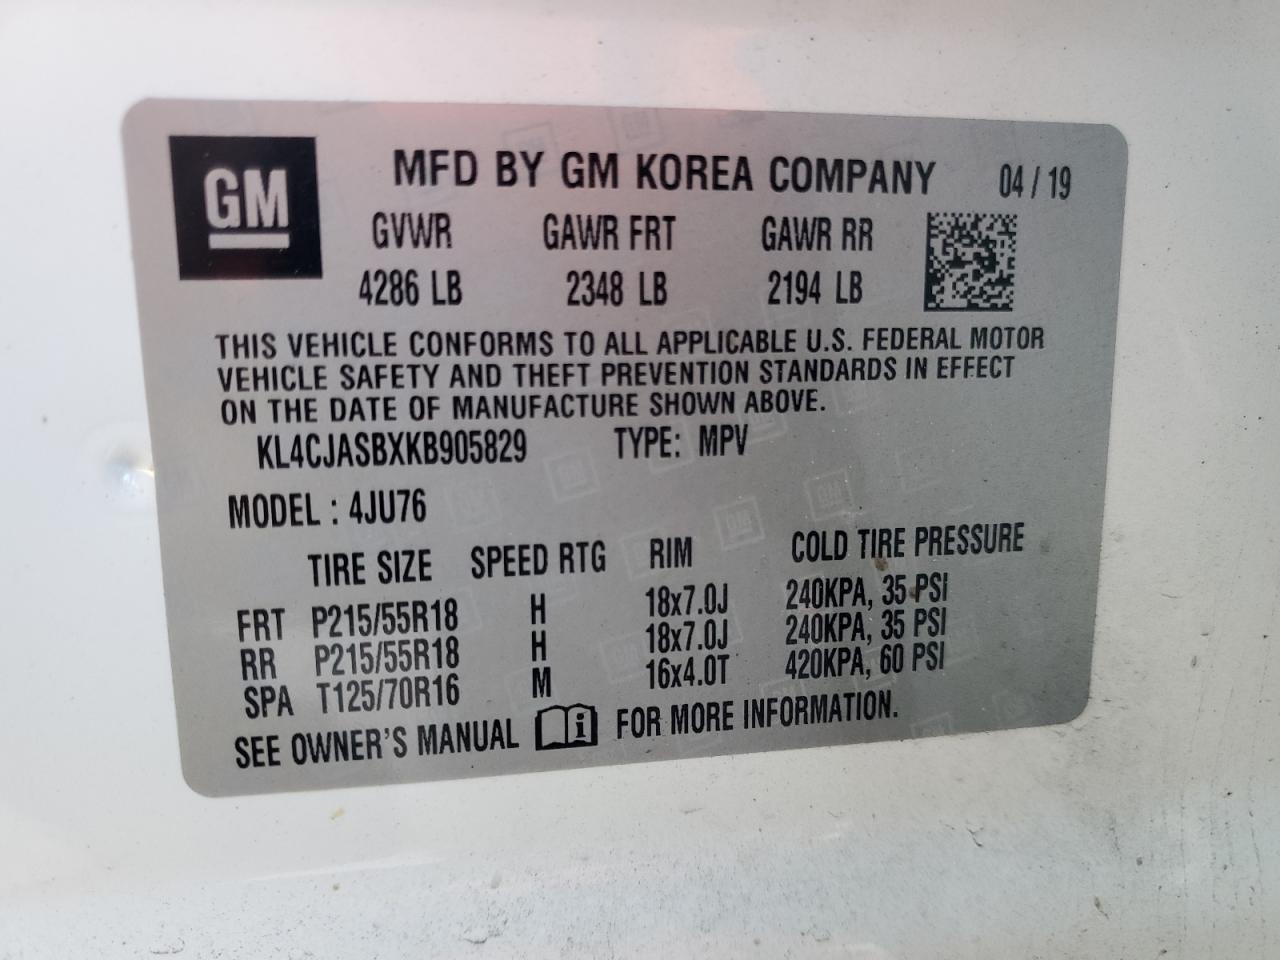 GM
MFD BY GM KOREA COMPANY 04 / 19
GVWR GAWR FRT GAWR RR
4286 LB 2348 LB 2194 LB
THIS VEHICLE CONFORMS TO ALL APPLICABLE U.S. FEDERAL MOTOR
VEHICLE SAFETY AND THEFT PREVENTION STANDARDS IN EFFECT
ON THE DATE OF MANUFACTURE SHOWN ABOVE.
KL4CJASBXKB905829 TYPE: MPV
MODEL : 4JU76
TIRE SIZE SPEED RTG RIM COLD TIRE PRESSURE
FRT P215/55R18 H 18x7.0J 240KPA, 35 PSI
RR P215/55R18 H 18x7.0J 240KPA, 35 PSI
SPA T125/70R16 M 16x4.0T 420KPA, 60 PSI
SEE OWNER'S MANUAL i FOR MORE INFORMATION.